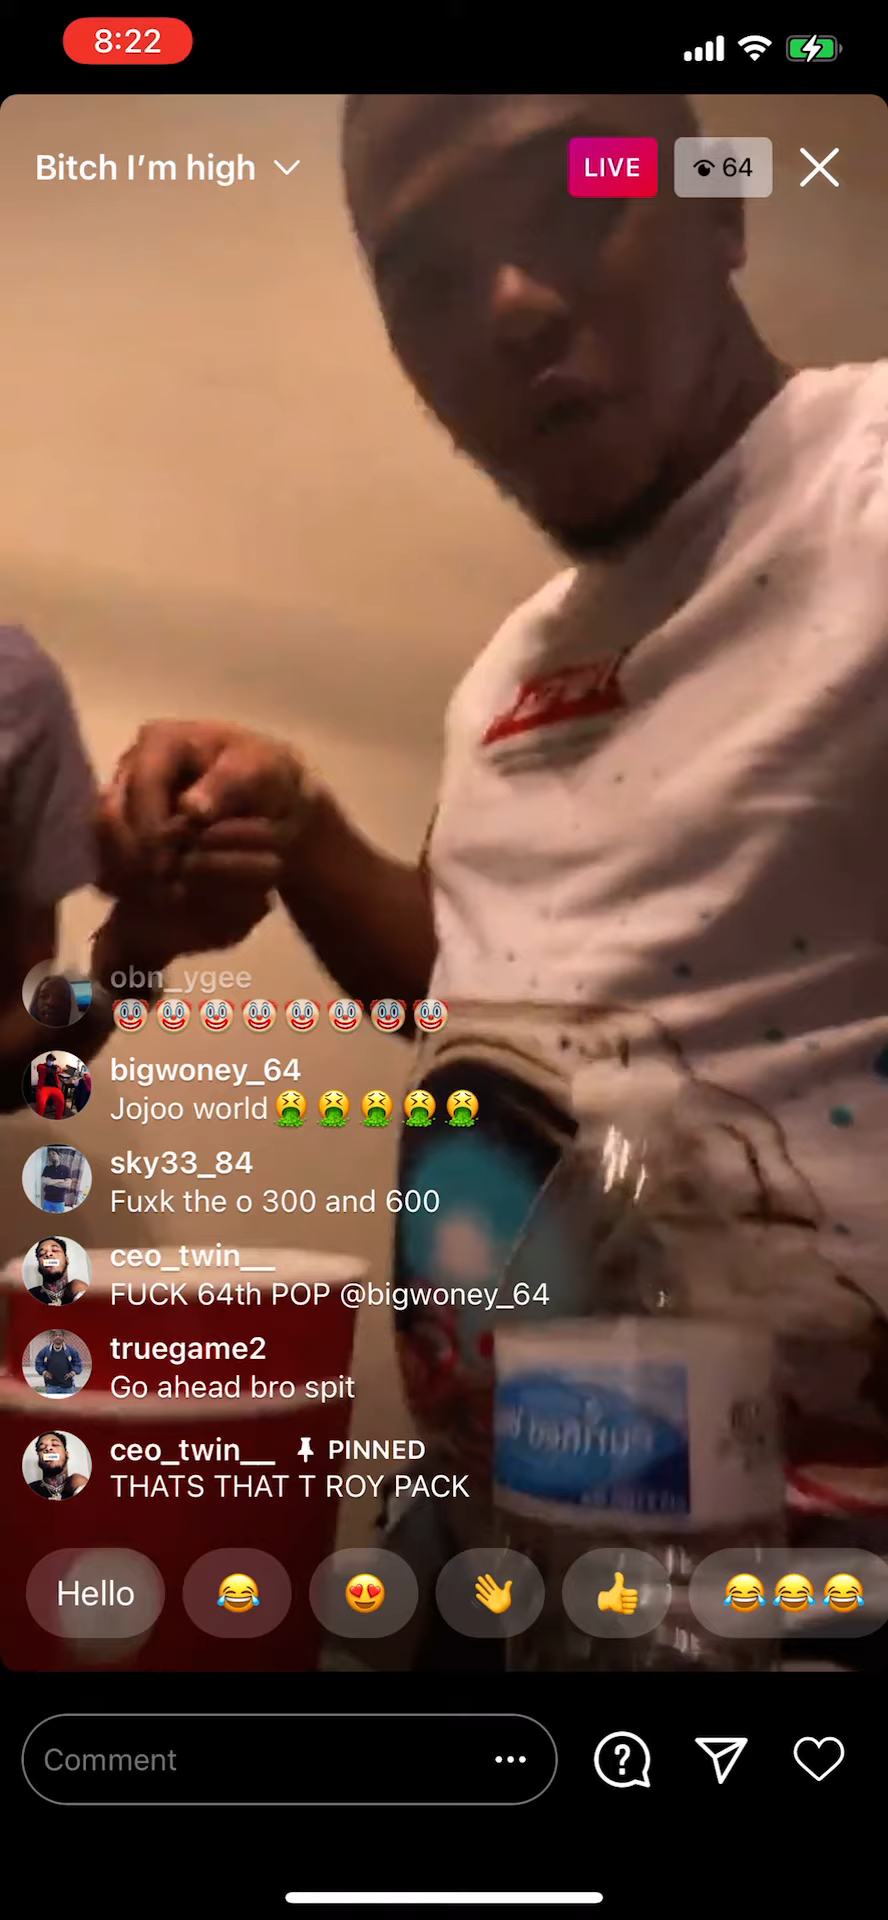 8:22
Bitch I’m high
LIVE
64
obn_ygee
🤡🤡🤡🤡🤡🤡🤡🤡
bigwoney_64
Jojoo world🤮🤮🤮🤮🤮
sky33_84
Fuxk the o 300 and 600
ceo_twin__
FUCK 64th POP @bigwoney_64
truegame2
Go ahead bro spit
ceo_twin__ PINNED
THATS THAT T ROY PACK
Hello 😂 😍 👋 👍 😂😂😂
Comment